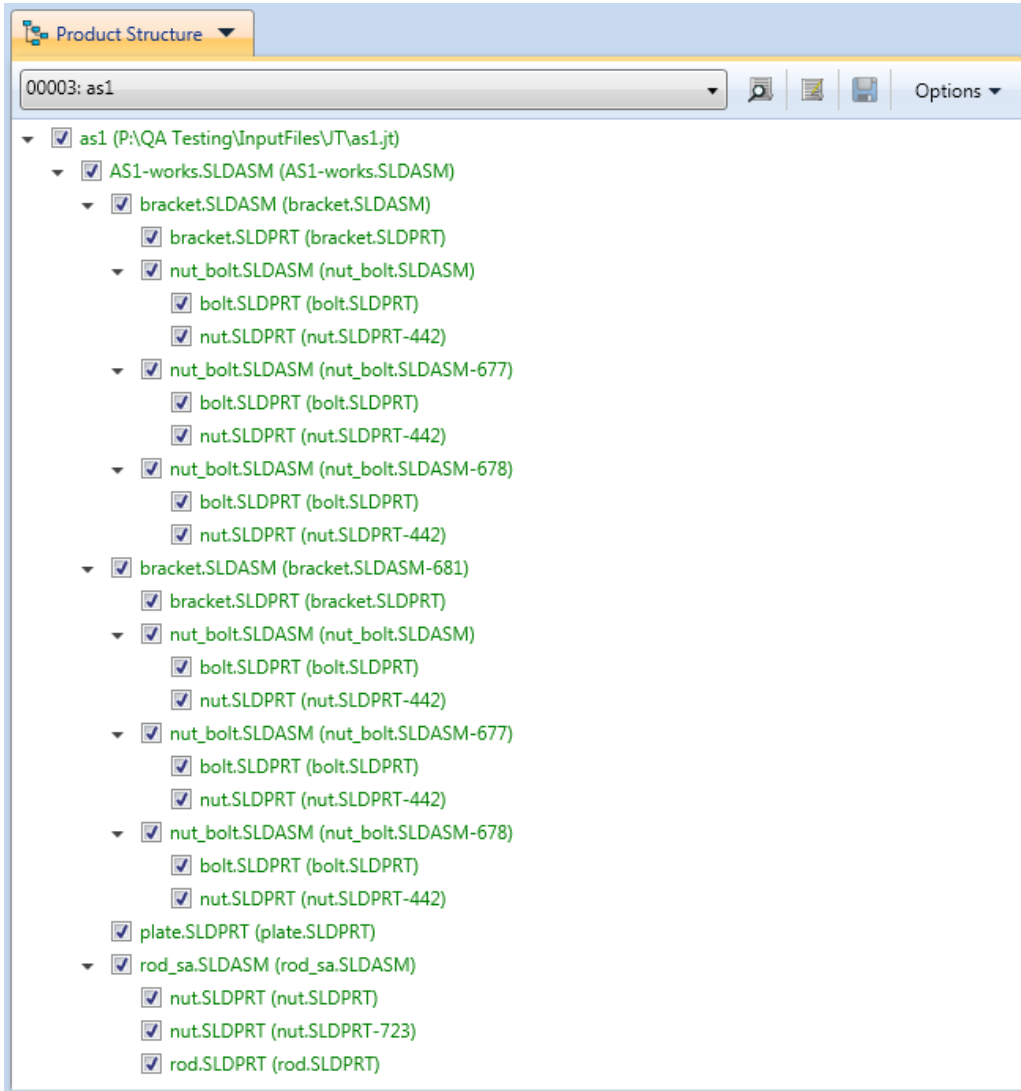 Product Structure
00003: as1 Options
as1 (P:\QA Testing\InputFiles\JT\as1.jt)
AS1-works.SLDASM (AS1-works.SLDASM)
bracket.SLDASM (bracket.SLDASM)
bracket.SLDPRT (bracket.SLDPRT)
nut_bolt.SLDASM (nut_bolt.SLDASM)
bolt.SLDPRT (bolt.SLDPRT)
nut.SLDPRT (nut.SLDPRT-442)
nut_bolt.SLDASM (nut_bolt.SLDASM-677)
bolt.SLDPRT (bolt.SLDPRT)
nut.SLDPRT (nut.SLDPRT-442)
nut_bolt.SLDASM (nut_bolt.SLDASM-678)
bolt.SLDPRT (bolt.SLDPRT)
nut.SLDPRT (nut.SLDPRT-442)
bracket.SLDASM (bracket.SLDASM-681)
bracket.SLDPRT (bracket.SLDPRT)
nut_bolt.SLDASM (nut_bolt.SLDASM)
bolt.SLDPRT (bolt.SLDPRT)
nut.SLDPRT (nut.SLDPRT-442)
nut_bolt.SLDASM (nut_bolt.SLDASM-677)
bolt.SLDPRT (bolt.SLDPRT)
nut.SLDPRT (nut.SLDPRT-442)
nut_bolt.SLDASM (nut_bolt.SLDASM-678)
bolt.SLDPRT (bolt.SLDPRT)
nut.SLDPRT (nut.SLDPRT-442)
plate.SLDPRT (plate.SLDPRT)
rod_sa.SLDASM (rod_sa.SLDASM)
nut.SLDPRT (nut.SLDPRT)
nut.SLDPRT (nut.SLDPRT-723)
rod.SLDPRT (rod.SLDPRT)